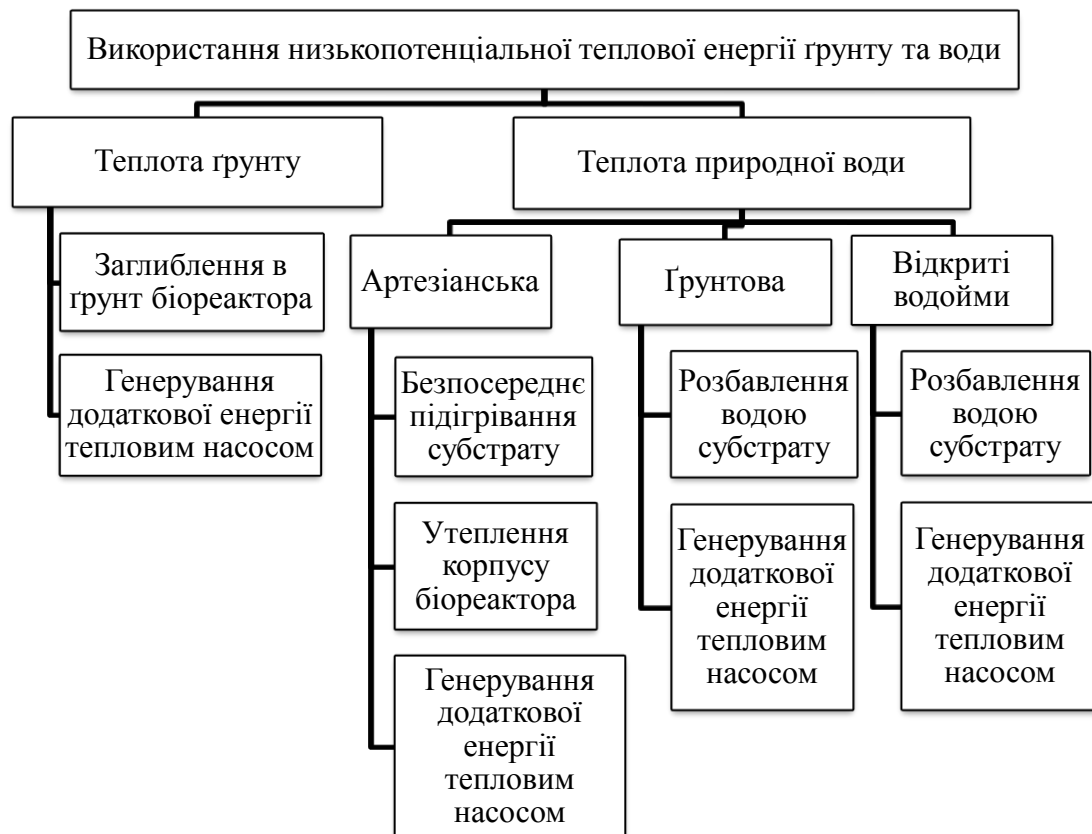 Використання низькопотенціальної теплової енергії ґрунту та води
Теплота ґрунту
Теплота природної води
Заглиблення в
ґрунт біореактора
Генерування
додаткової енергії
тепловим насосом
Артезіанська
Безпосереднє
підігрівання
субстрату
Утеплення
корпусу
біореактора
Генерування
додаткової
енергії
тепловим
насосом
Ґрунтова
Розбавлення
водою
субстрату
Генерування
додаткової
енергії
тепловим
насосом
Відкриті
водойми
Розбавлення
водою
субстрату
Генерування
додаткової
енергії
тепловим
насосом